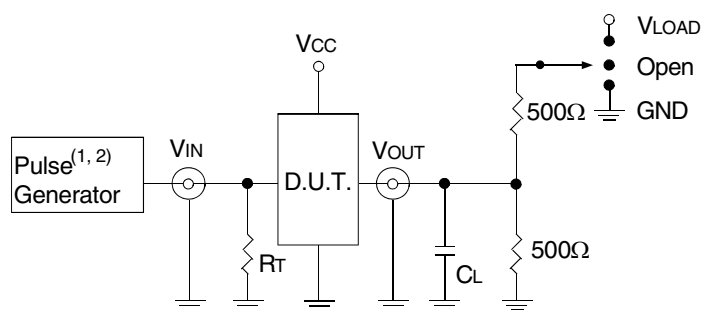 VLOAD
VCC
Open
500Ω
GND
VIN
VOUT
Pulse(1, 2)
Generator
D.U.T.
RT
CL
500Ω